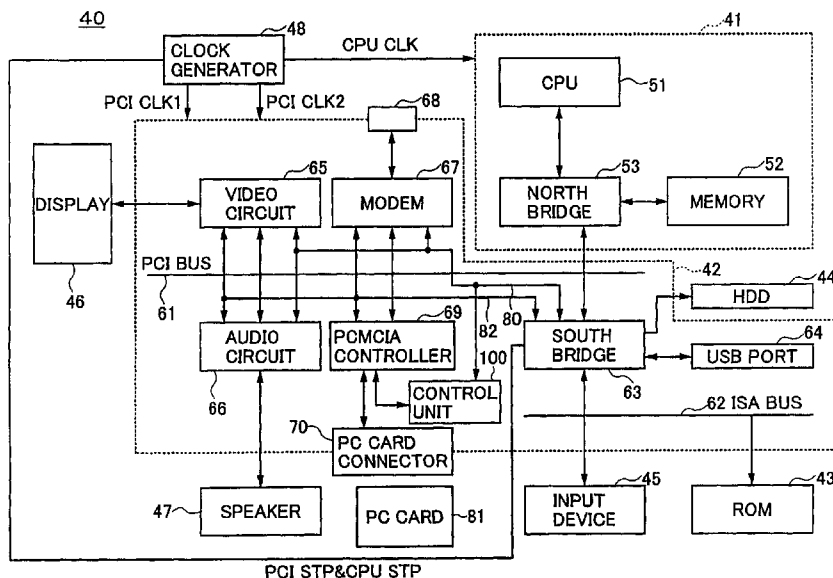 40
48
41
CLOCK
GENERATOR
CPU CLK
CPU
51
PCI CLK1
PCI CLK2
68
65
67
53
52
DISPLAY
VIDEO
CIRCUIT
MODEM
NORTH
BRIDGE
MEMORY
46
PCI BUS
61
42
44
80
HDD
82
69
64
AUDIO
CIRCUIT
PCMCIA
CONTROLLER
100
SOUTH
BRIDGE
USB PORT
66
CONTROL
UNIT
63
70
62 ISA BUS
PC CARD
CONNECTOR
45
43
47
SPEAKER
PC CARD
81
INPUT
DEVICE
ROM
PCI STP&CPU STP